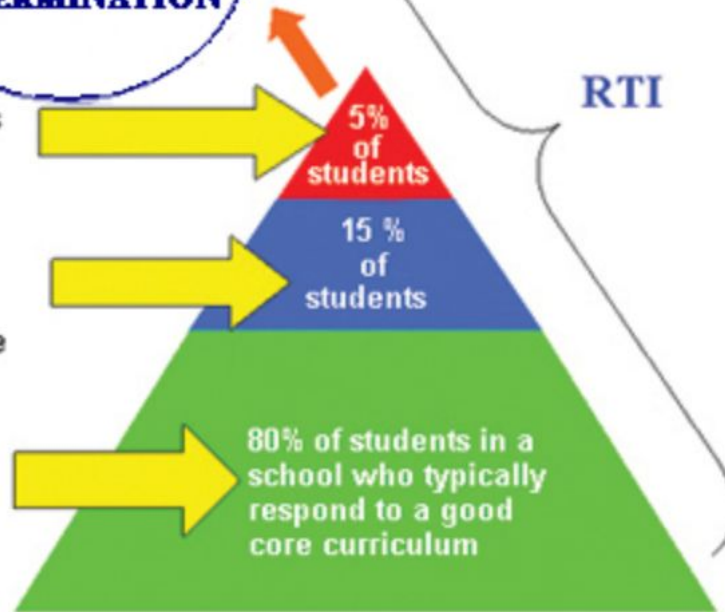 RTI
5%
of
students
15 %
of
students
80% of students in a
school who typically
respond to a good
core curriculum